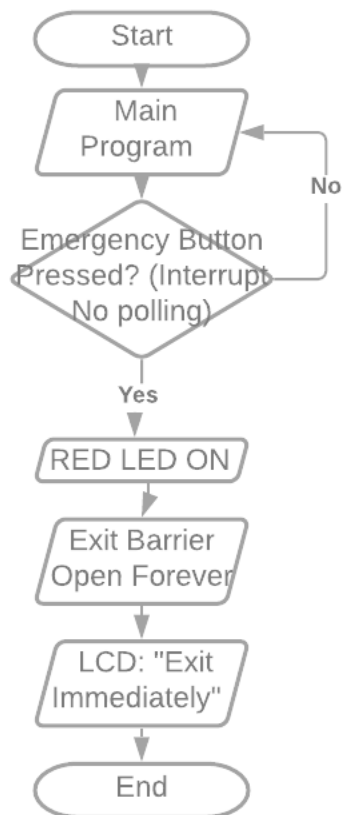 Start
Main
Program
No
Emergency Button
Pressed? (Interrupt
No polling)
Yes
RED LED ON
Exit Barrier
Open Forever
LCD: "Exit
Immediately"
End